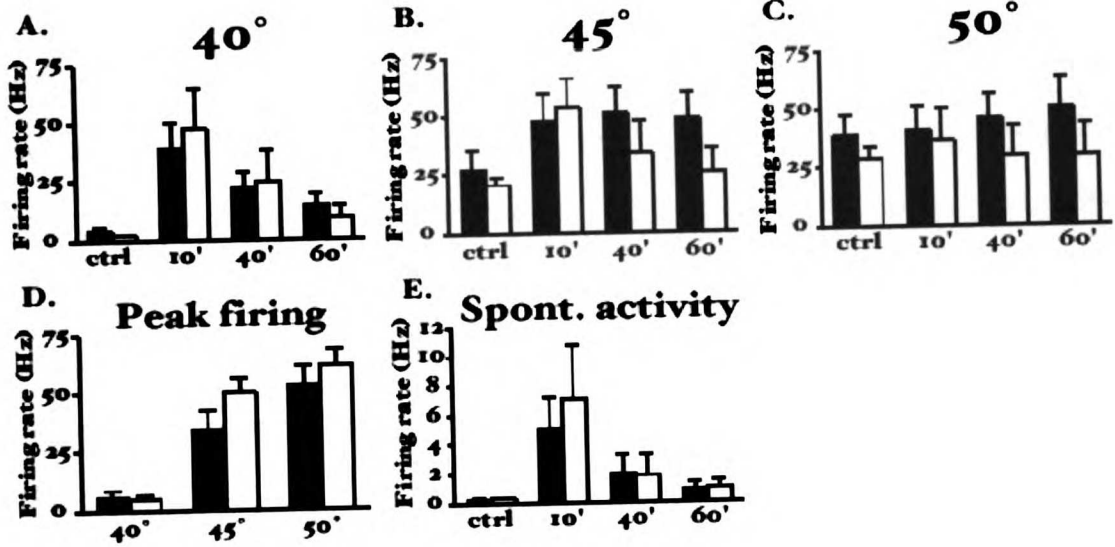 A.
40°
Firing rate (Hz)
75
50
25
0
ctrl 10' 40' 60'
B.
45°
Firing rate (Hz)
75
50
25
0
ctrl 10' 40' 60'
C.
50°
Firing rate (Hz)
75
50
25
0
ctrl 10' 40' 60'
D.
Peak firing
Firing rate (Hz)
75
50
25
0
40° 45° 50°
E.
Spont. activity
Firing rate (Hz)
12
10
8
6
4
2
0
ctrl 10' 40' 60'